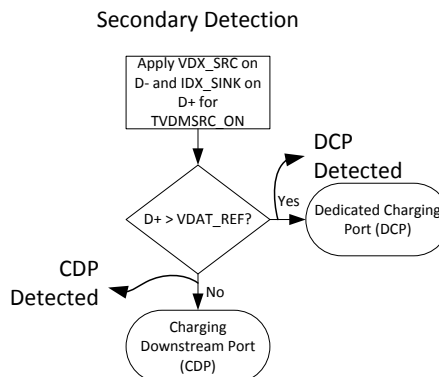 Secondary Detection
Apply VDX_SRC on
D- and IDX_SINK on
D+ for
TVDMSRC_ON
DCP
Detected
D+ > VDAT_REF?
Yes
Dedicated Charging
Port (DCP)
CDP
Detected
No
Charging
Downstream Port
(CDP)